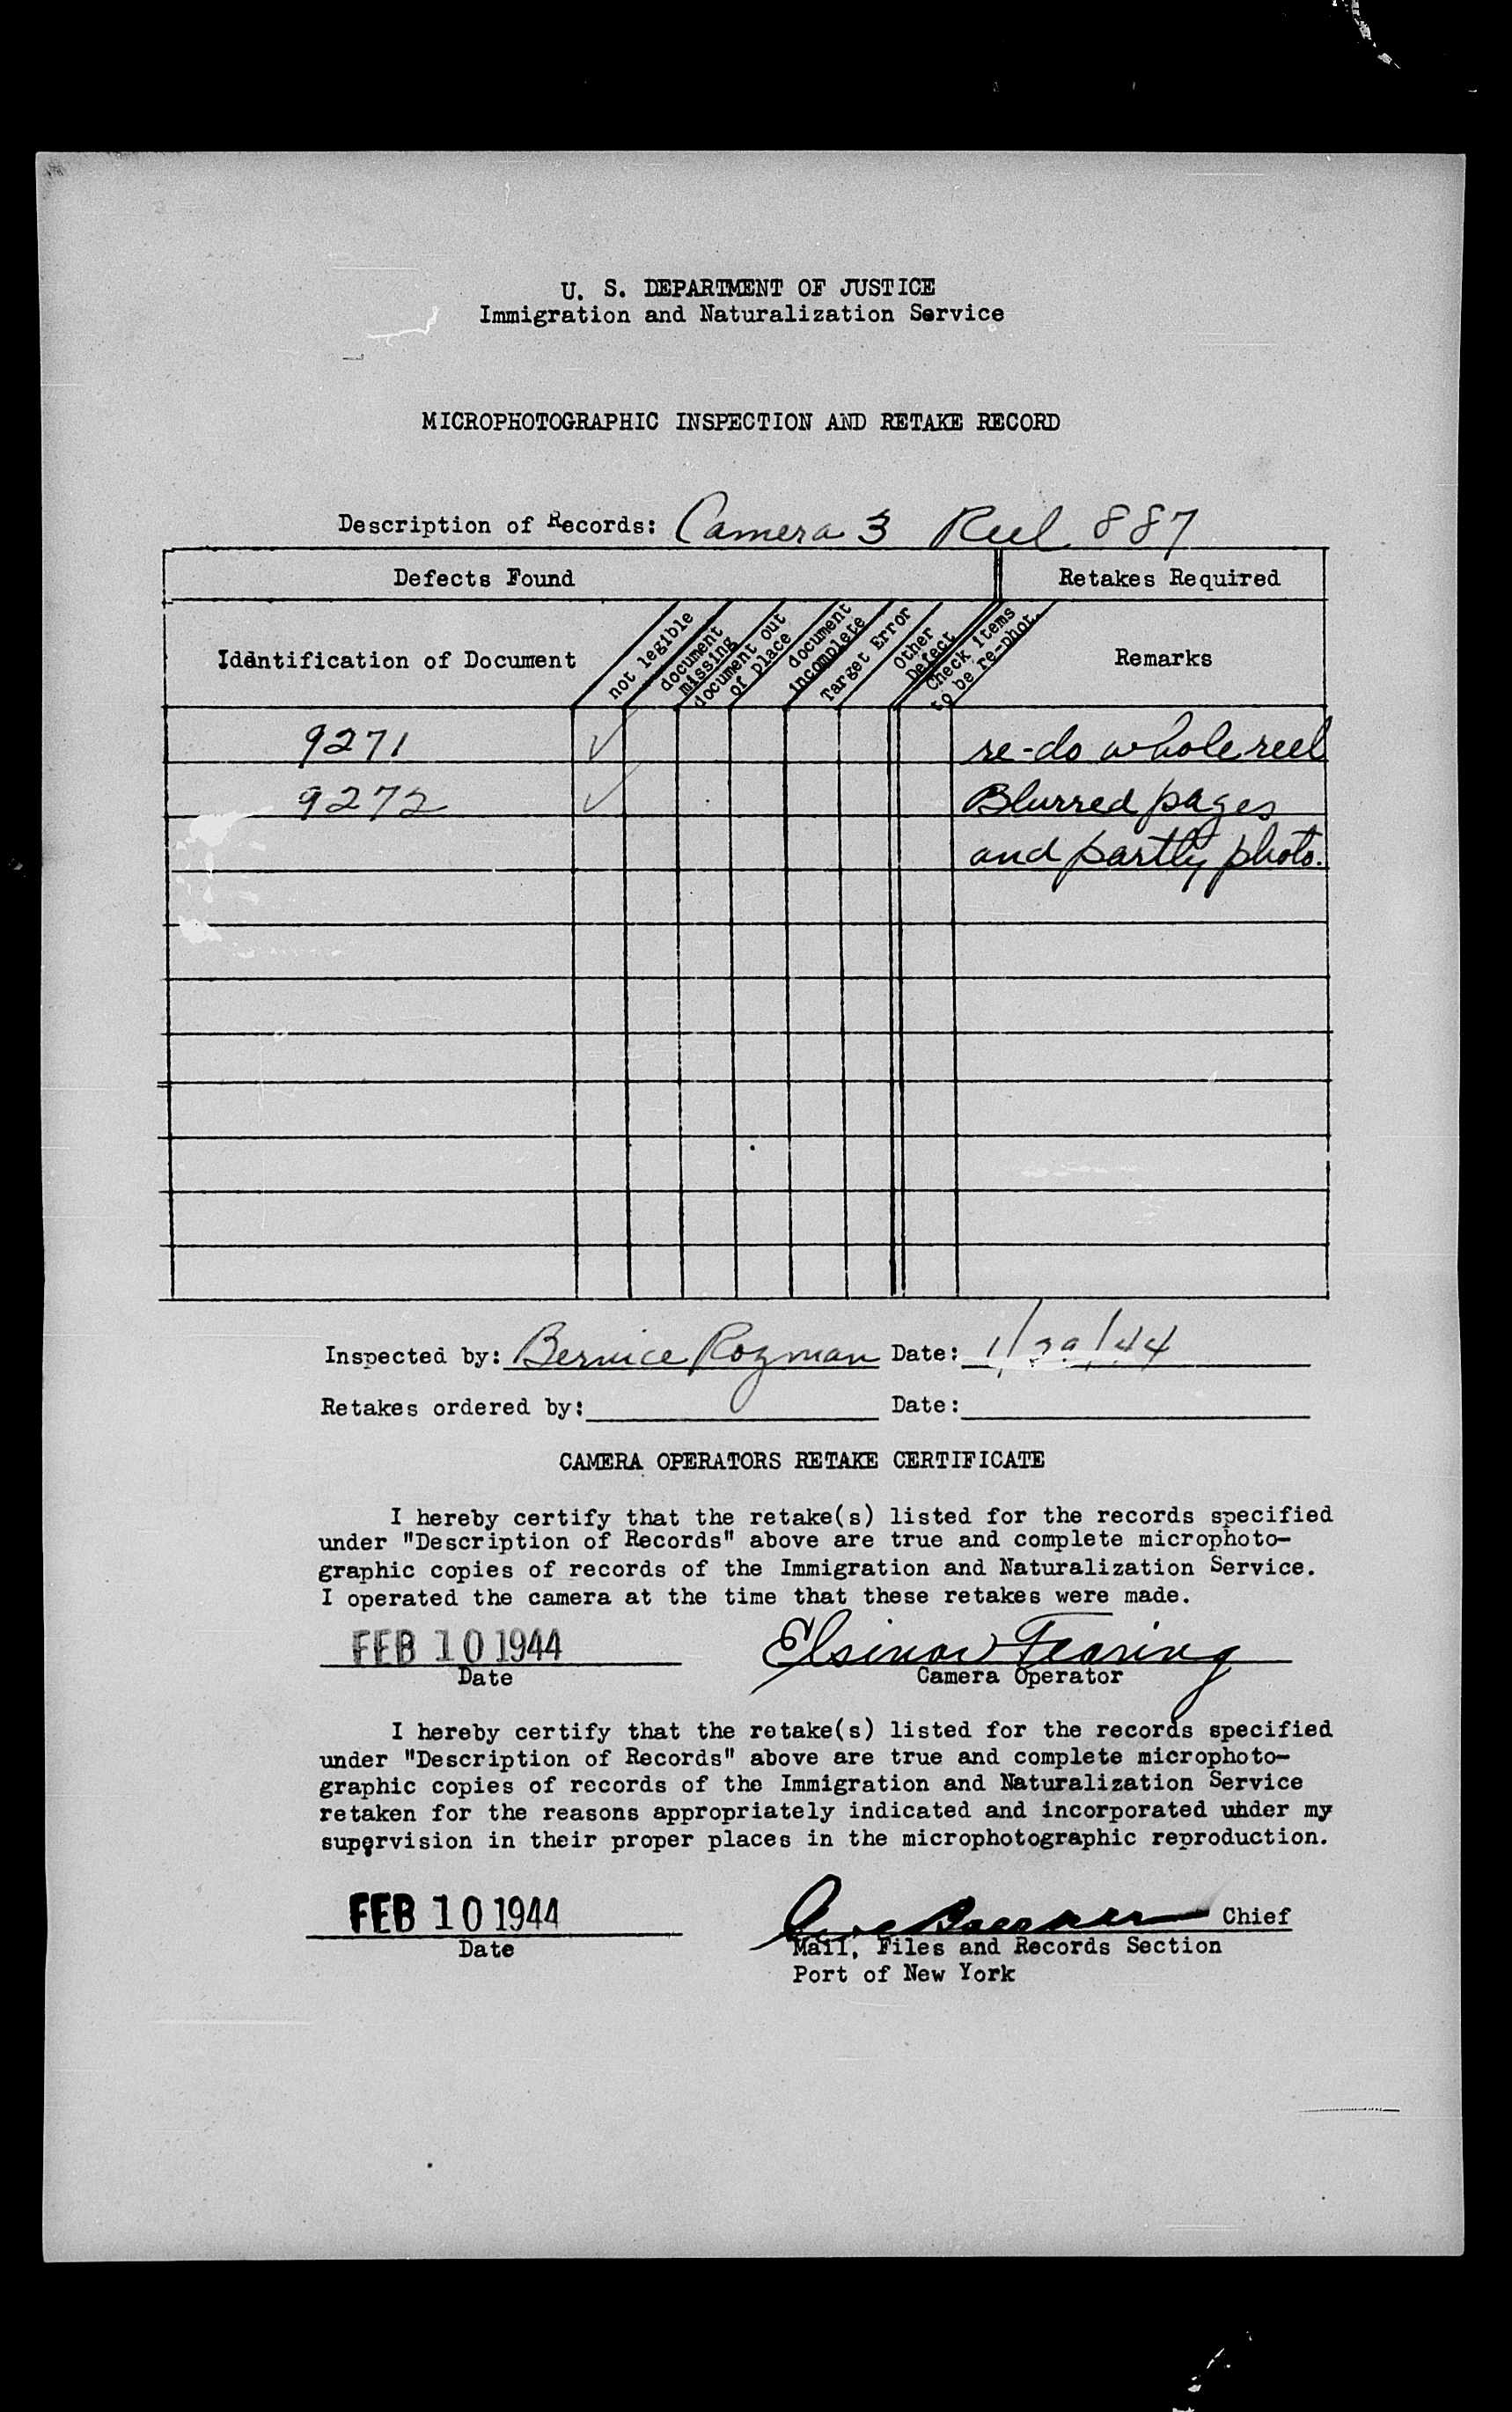 U. S. DEPARTMENT OF JUSTICE
Immigration and Naturalization Service
MICROPHOTOGRAPHIC INSPECTION AND RETAKE RECORD
Description of Records: Camera 3 Reel 887
Defects Found Retakes Required
Identification of Document not legible document missing document out of place document incomplete Target Error Other Defect Check items to be re-phot. Remarks
9271 ✓ re-do whole reel
9272 ✓ Blurred pages
and partly photo.
Inspected by: Bernice Rozman Date: 1/29/44
Retakes ordered by: Date:
CAMERA OPERATORS RETAKE CERTIFICATE
I hereby certify that the retake(s) listed for the records specified
under "Description of Records" above are true and complete microphoto-
graphic copies of records of the Immigration and Naturalization Service.
I operated the camera at the time that these retakes were made.
FEB 10 1944 Elsinor Fearing
Date Camera Operator
I hereby certify that the retake(s) listed for the records specified
under "Description of Records" above are true and complete microphoto-
graphic copies of records of the Immigration and Naturalization Service
retaken for the reasons appropriately indicated and incorporated under my
supervision in their proper places in the microphotographic reproduction.
FEB 10 1944 Chief
Date Mail, Files and Records Section
Port of New York